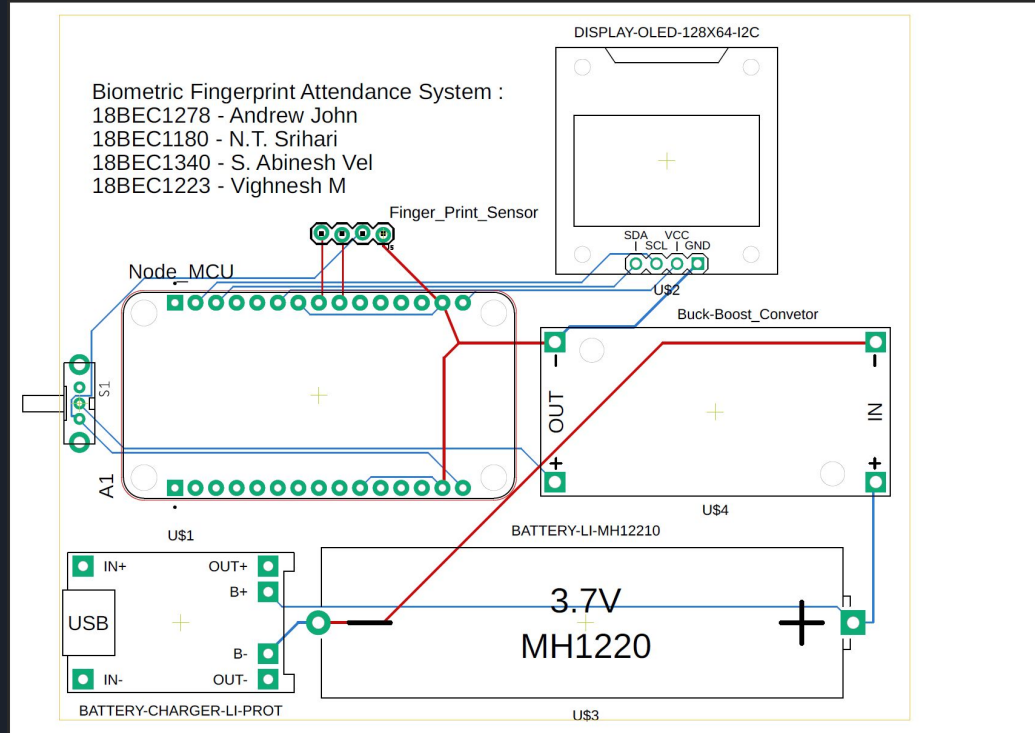 DISPLAY-OLED-128X64-I2C
Biometric Fingerprint Attendance System :
18BEC1278 - Andrew John
18BEC1180 - N.T. Srihari
18BEC1340 - S. Abinesh Vel
18BEC1223 - Vighnesh M
Finger_Print_Sensor
SDA VCC
SCL GND
U$2
Node_MCU
Buck-Boost_Convetor
S1
OUT
IN
A1
U$4
U$1
BATTERY-LI-MH12210
IN+ OUT+
B+
USB
3.7V
MH1220
B-
IN- OUT-
BATTERY-CHARGER-LI-PROT
U$3